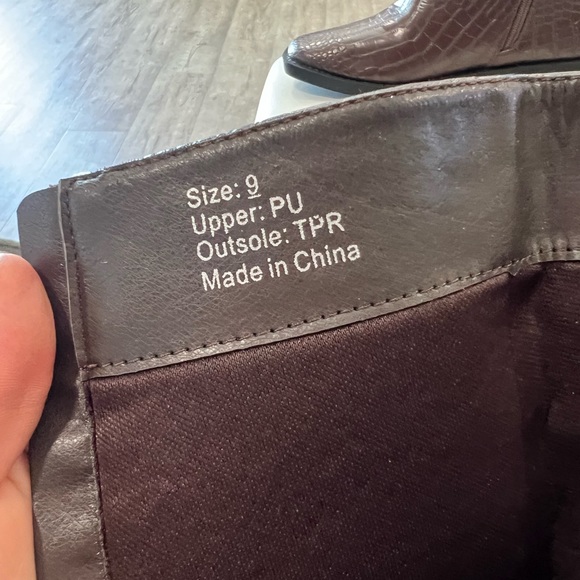 Size: 9
Upper: PU
Outsole: TPR
Made in China